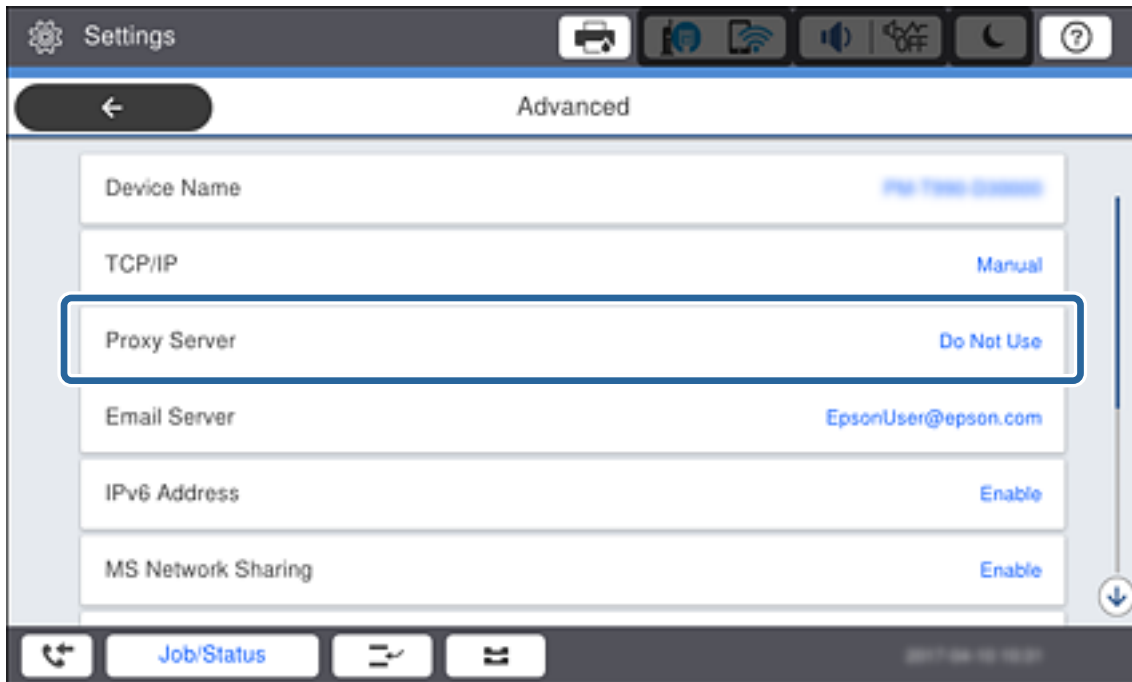 Settings
OFF
?
Advanced
Device Name
TCP/IP Manual
Proxy Server Do Not Use
Email Server EpsonUser@epson.com
IPv6 Address Enable
MS Network Sharing Enable
Job/Status